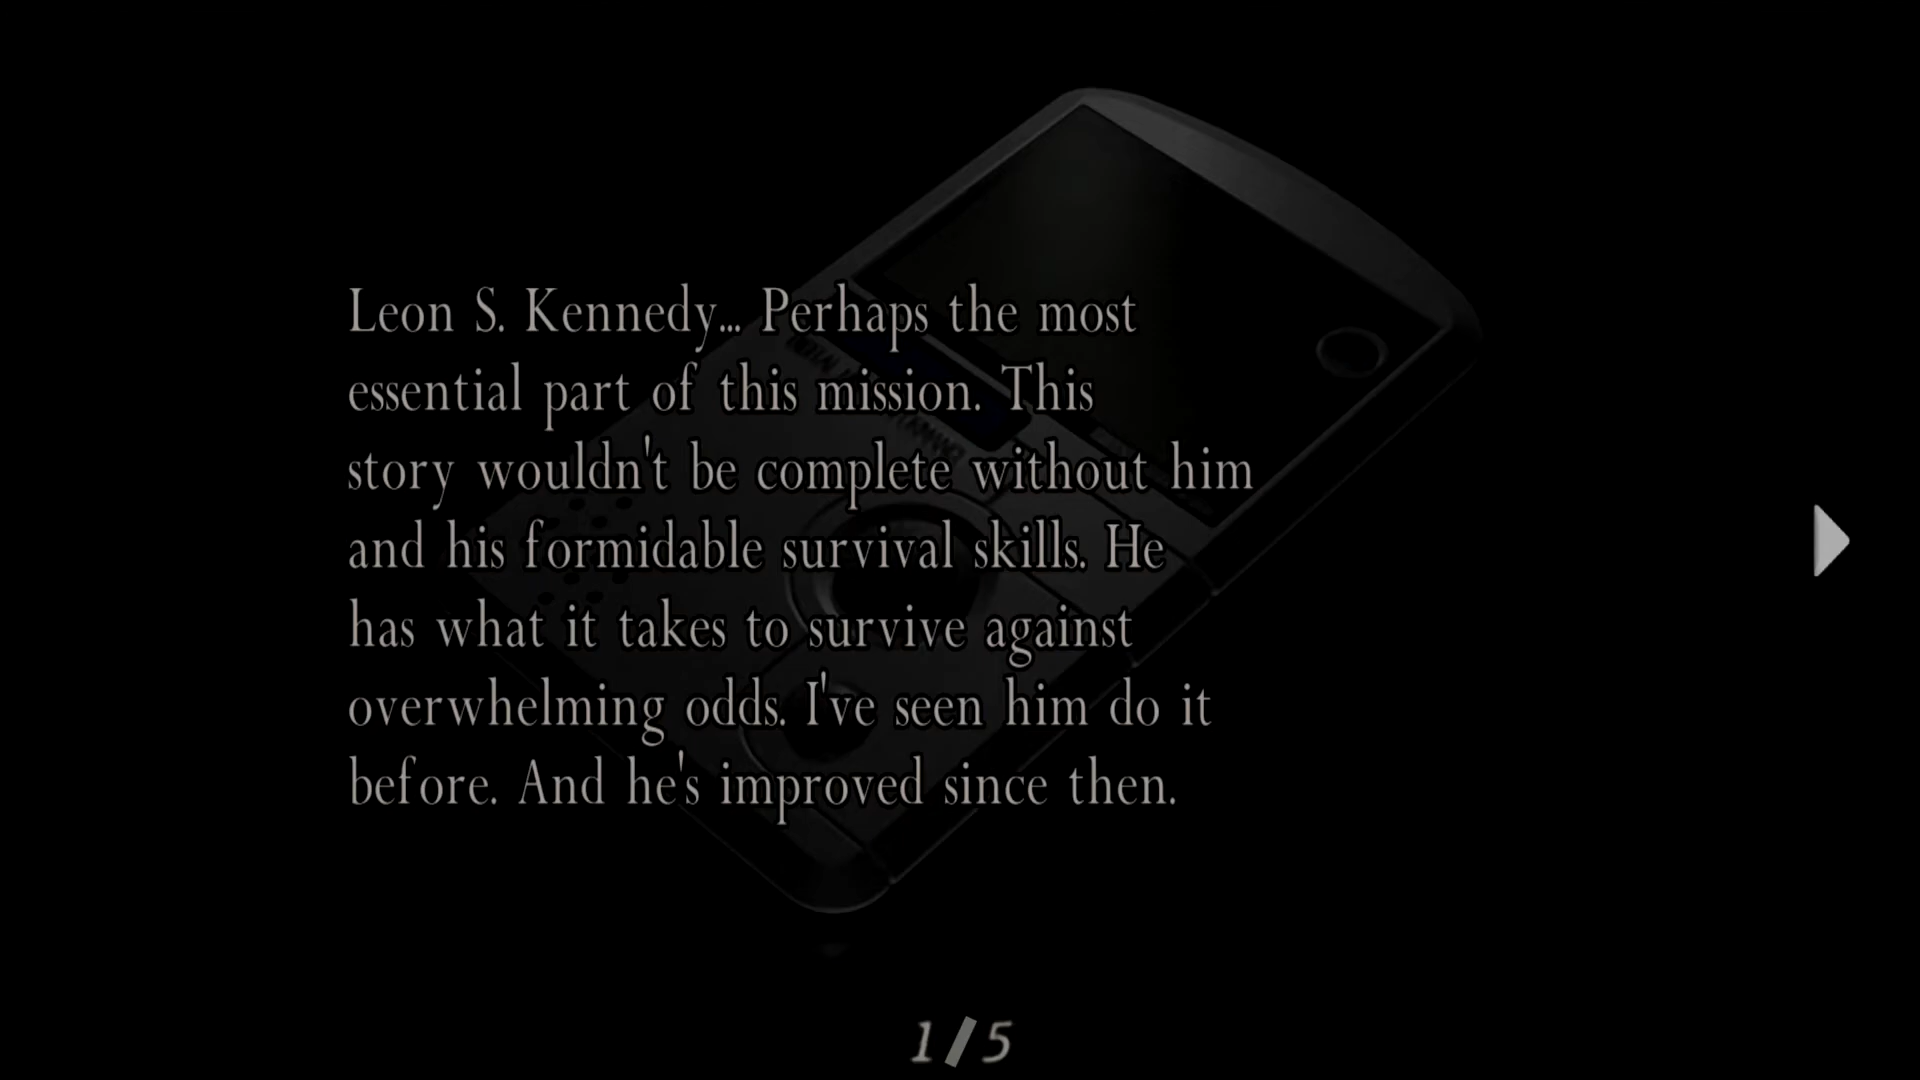 Leon S. Kennedy... Perhaps the most
essential part of this mission. This
story wouldn't be complete without him
and his formidable survival skills. He
has what it takes to survive against
overwhelming odds. I've seen him do it
before. And he's improved since then.
1/5